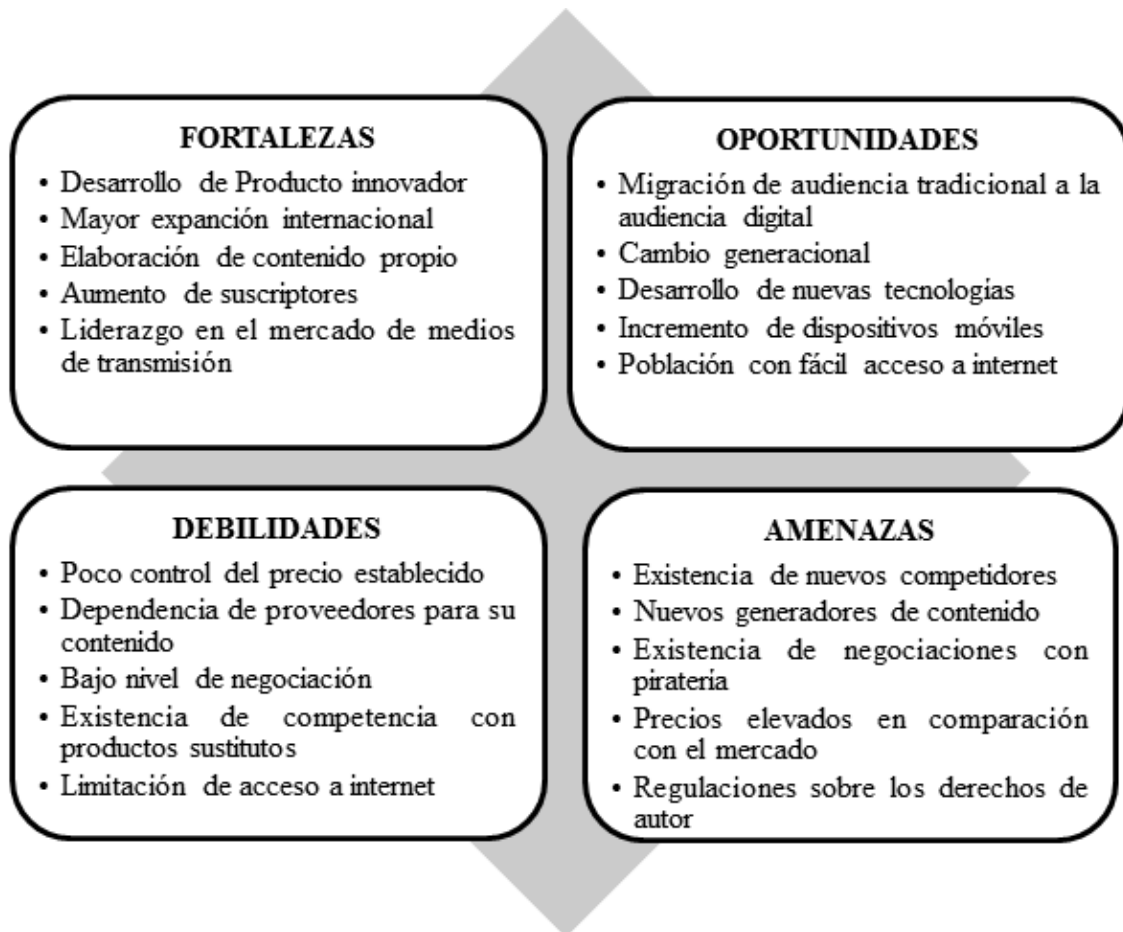 FORTALEZAS
• Desarrollo de Producto innovador
• Mayor expanción internacional
• Elaboración de contenido propio
• Aumento de suscriptores
• Liderazgo en el mercado de medios
de transmisión
OPORTUNIDADES
• Migración de audiencia tradicional a la
audiencia digital
• Cambio generacional
• Desarrollo de nuevas tecnologías
• Incremento de dispositivos móviles
• Población con fácil acceso a internet
DEBILIDADES
• Poco control del precio establecido
• Dependencia de proveedores para su
contenido
• Bajo nivel de negociación
• Existencia de competencia con
productos sustitutos
• Limitación de acceso a internet
AMENAZAS
• Existencia de nuevos competidores
• Nuevos generadores de contenido
• Existencia de negociaciones con
piratería
• Precios elevados en comparación
con el mercado
• Regulaciones sobre los derechos de
autor